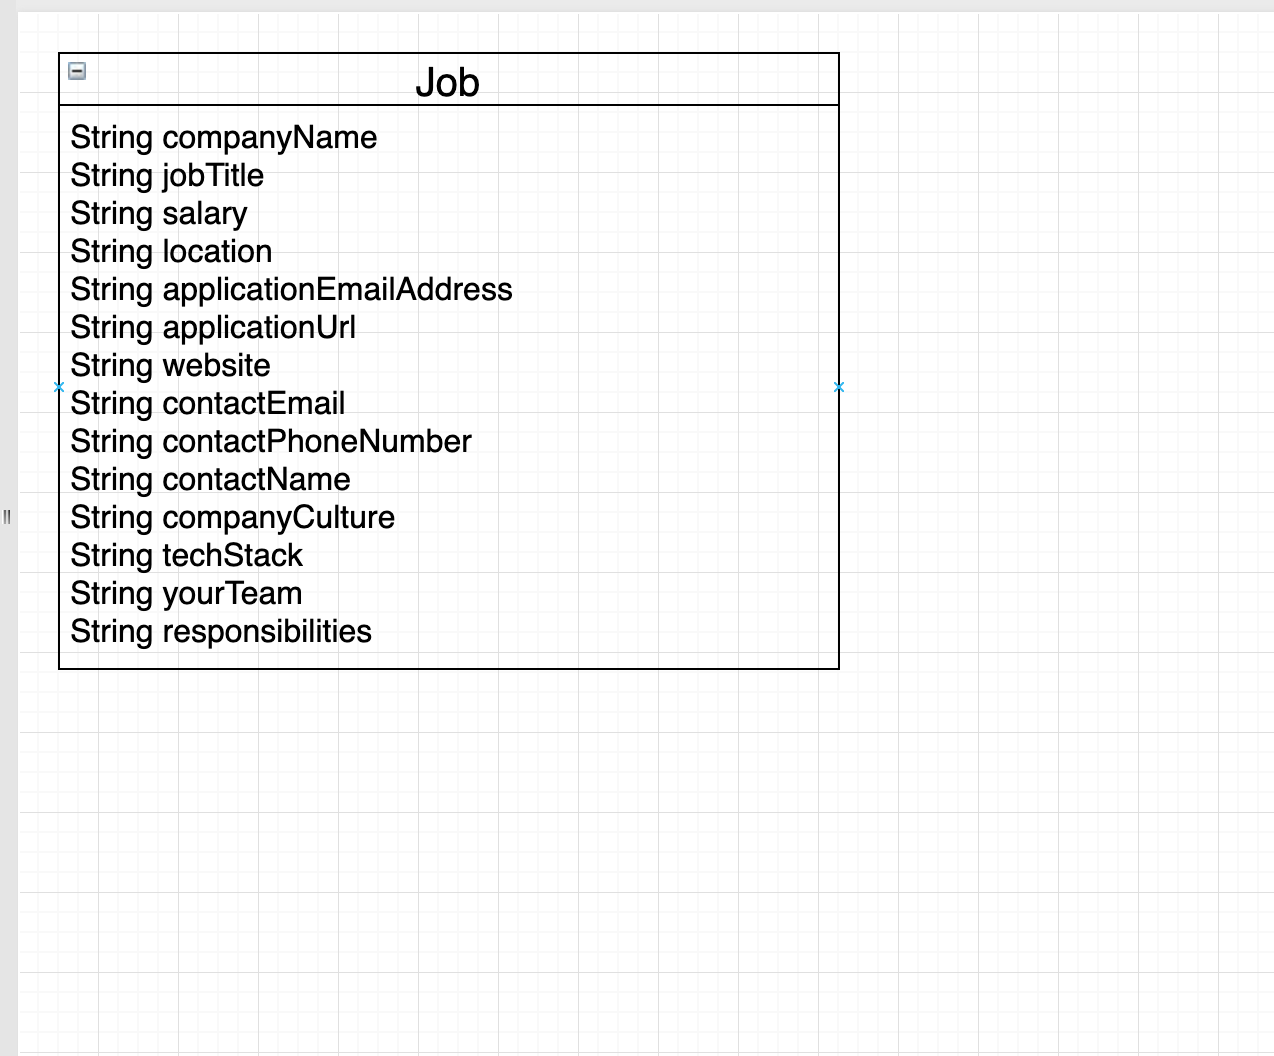 Job
String companyName
String jobTitle
String salary
String location
String applicationEmailAddress
String applicationUrl
String website
String contactEmail
String contactPhoneNumber
String contactName
String companyCulture
String techStack
String yourTeam
String responsibilities